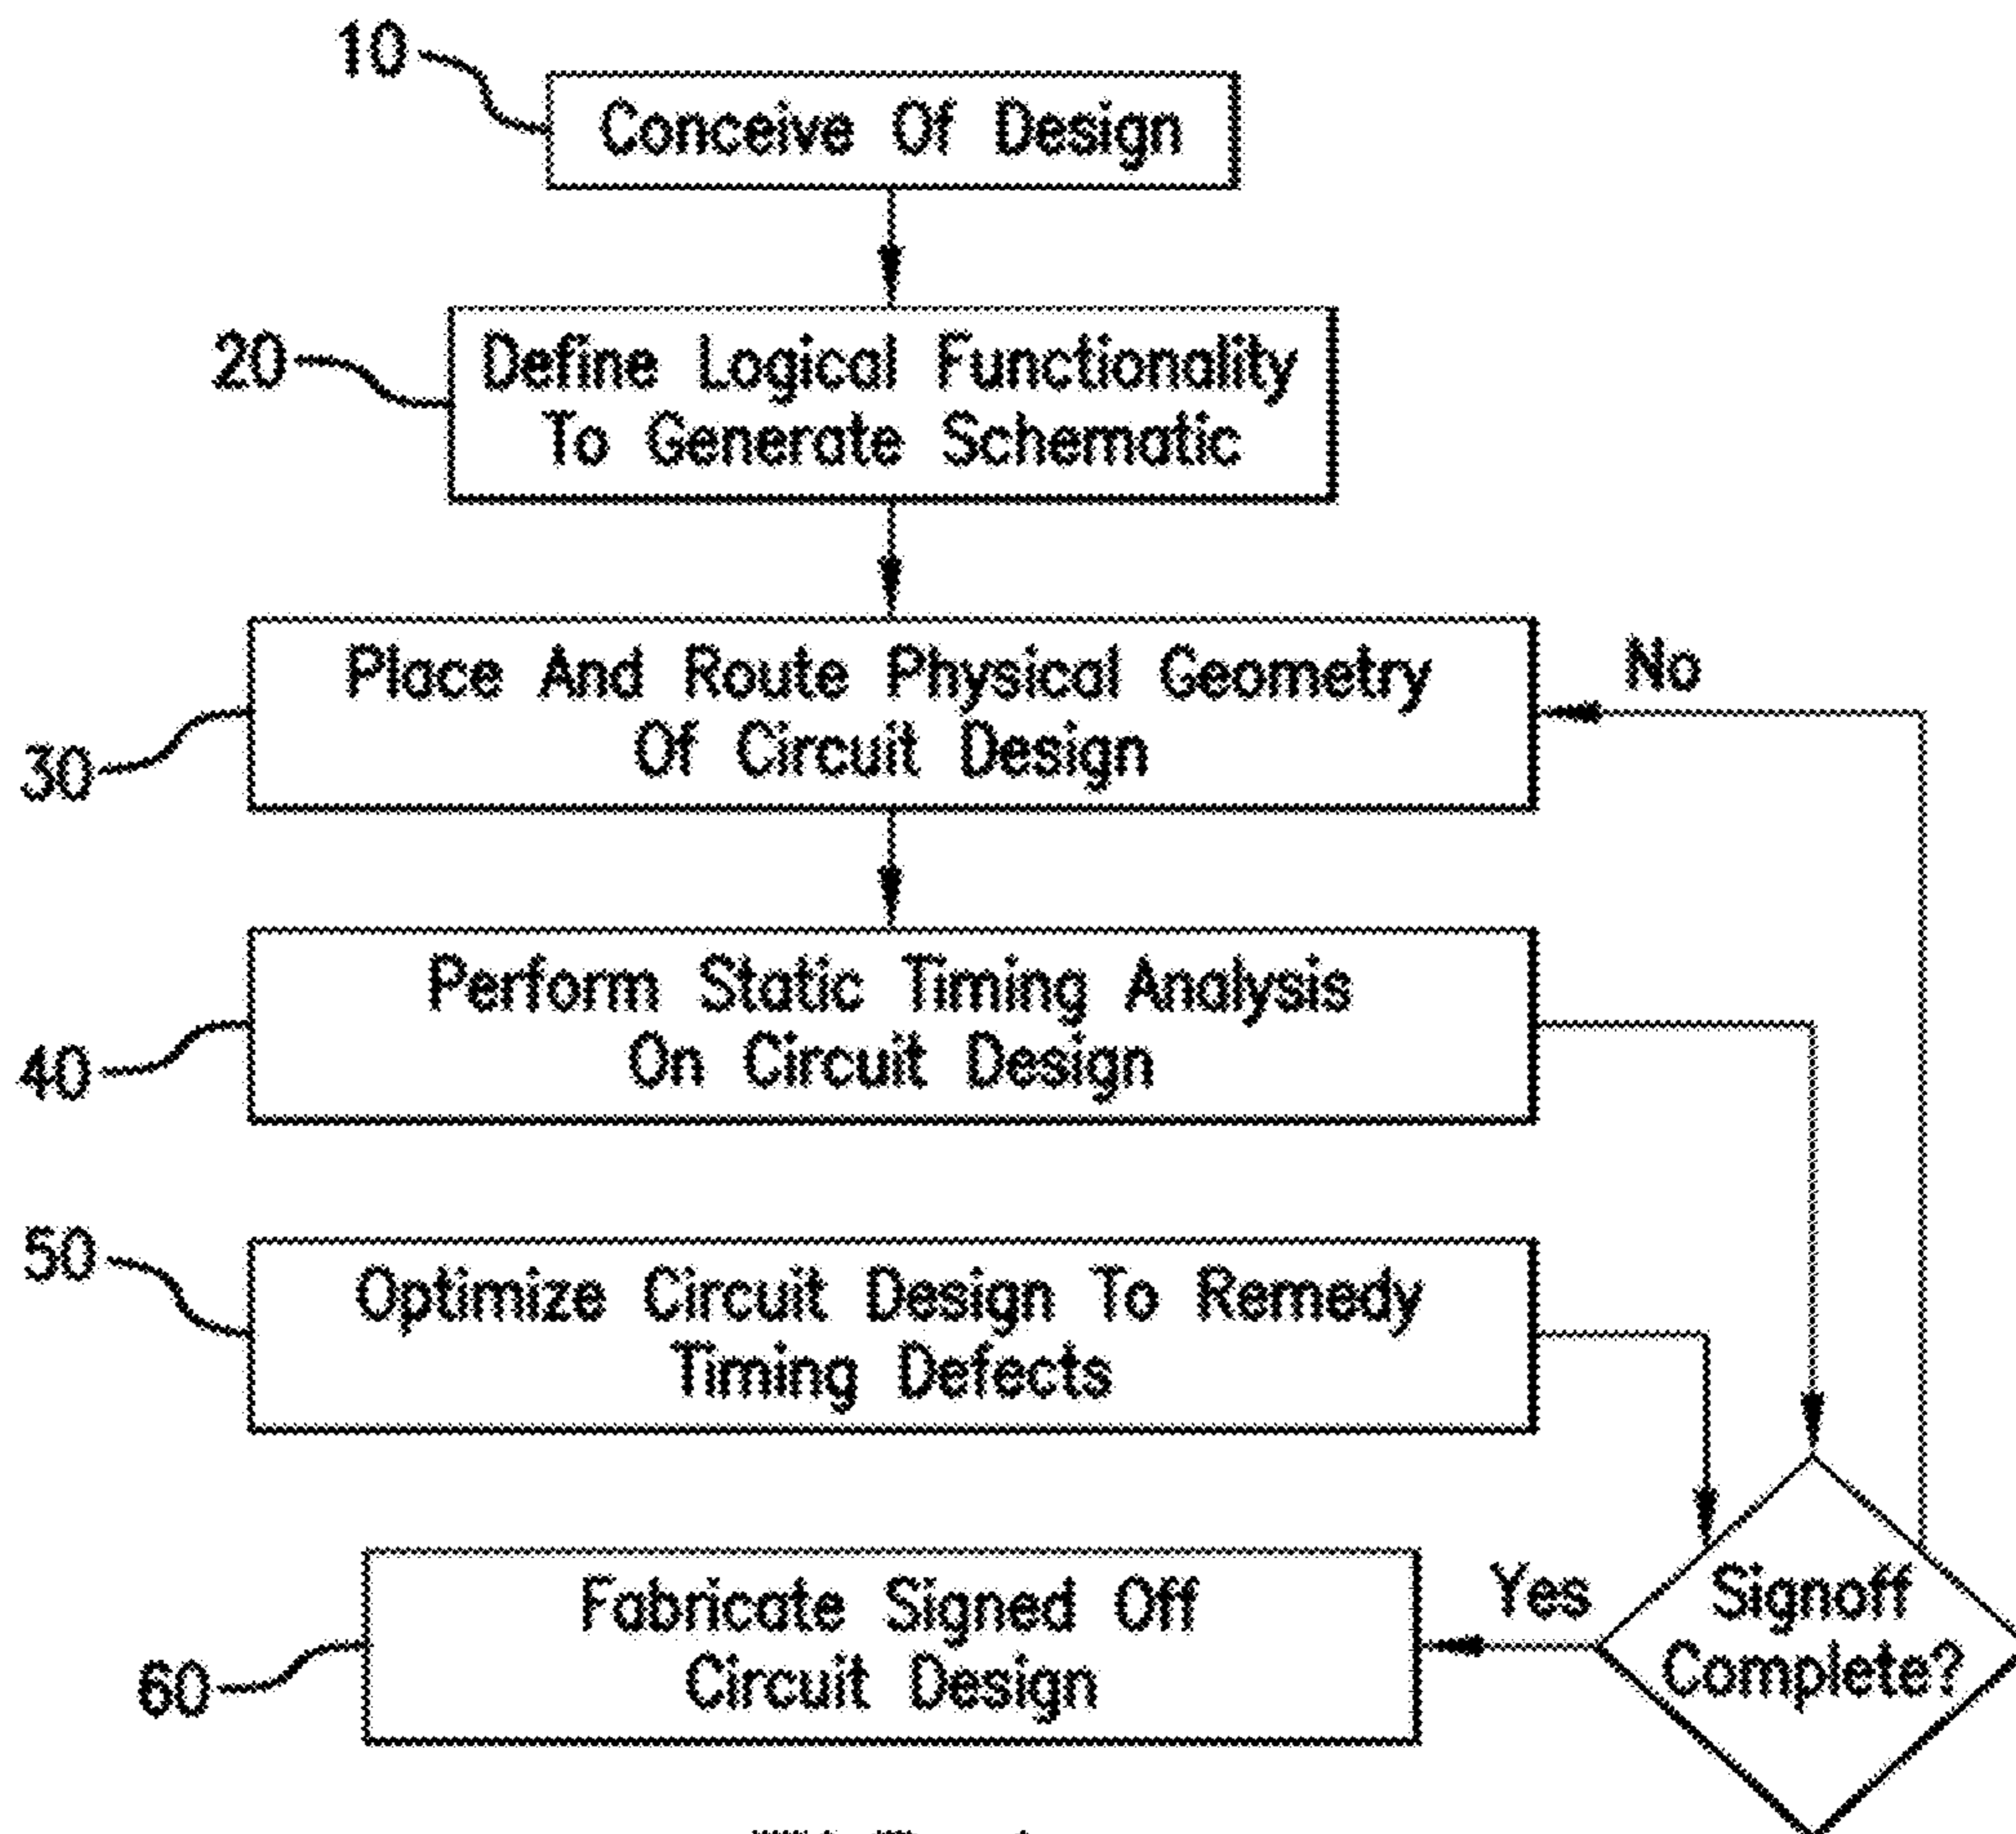 10
Conceive Of Design
20
Define Logical Functionality
To Generate Schematic
30
Place And Route Physical Geometry
Of Circuit Design
No
40
Perform Static Timing Analysis
On Circuit Design
50
Optimize Circuit Design To Remedy
Timing Defects
60
Fabricate Signed Off
Circuit Design
Yes
Signoff
Complete?